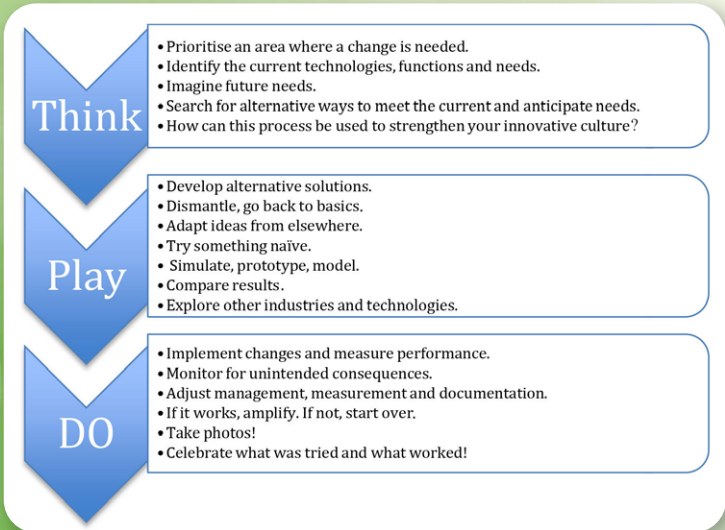 Think
•Prioritise an area where a change is needed.
•Identify the current technologies, functions and needs.
•Imagine future needs.
•Search for alternative ways to meet the current and anticipate needs.
•How can this process be used to strengthen your innovative culture?
Play
•Develop alternative solutions.
•Dismantle, go back to basics.
•Adapt ideas from elsewhere.
•Try something naïve.
• Simulate, prototype, model.
•Compare results.
•Explore other industries and technologies.
DO
•Implement changes and measure performance.
•Monitor for unintended consequences.
•Adjust management, measurement and documentation.
•If it works, amplify. If not, start over.
•Take photos!
•Celebrate what was tried and what worked!